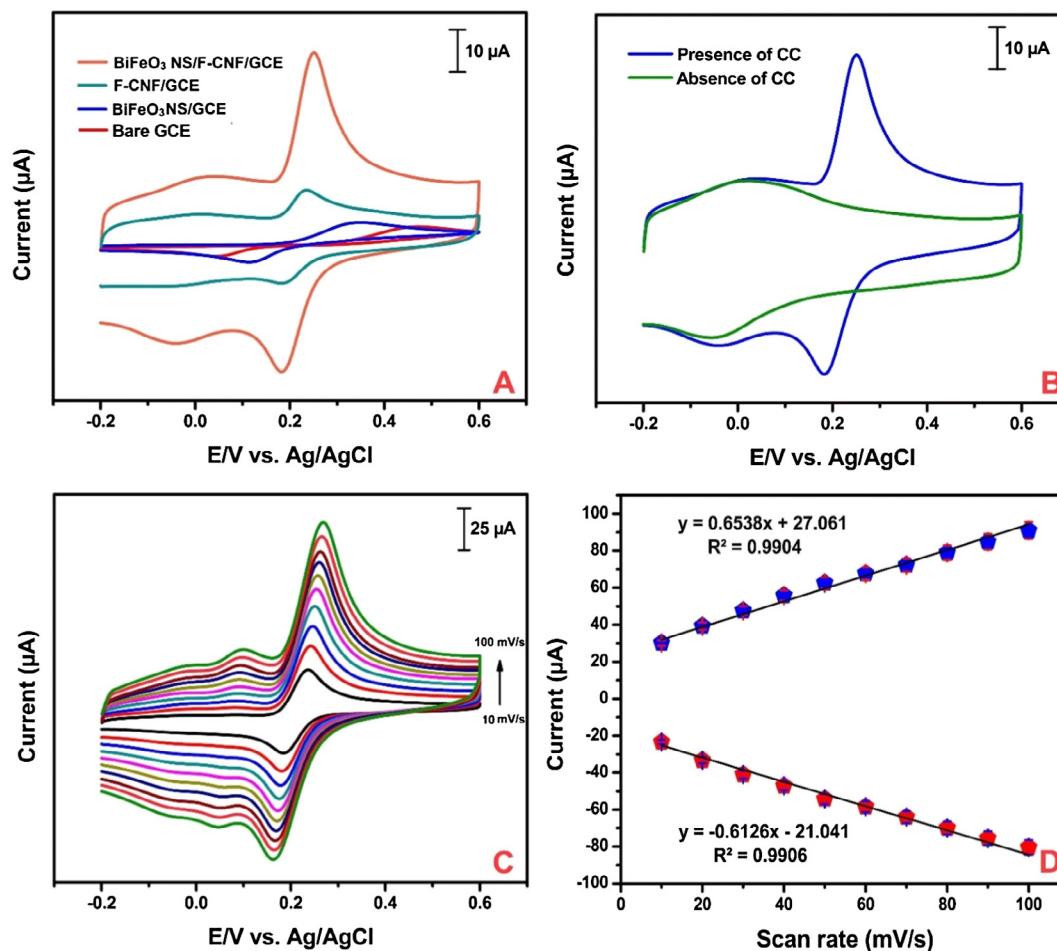 10 µA
BiFeO₃ NS/F-CNF/GCE
F-CNF/GCE
BiFeO₃NS/GCE
Bare GCE
Current (µA)
A
-0.2 0.0 0.2 0.4 0.6
E/V vs. Ag/AgCl
10 µA
Presence of CC
Absence of CC
Current (µA)
B
-0.2 0.0 0.2 0.4 0.6
E/V vs. Ag/AgCl
25 µA
100 mV/s
10 mV/s
Current (µA)
C
-0.2 0.0 0.2 0.4 0.6
E/V vs. Ag/AgCl
100
80
60
40
20
0
-20
-40
-60
-80
-100
y = 0.6538x + 27.061
R² = 0.9904
Current (µA)
y = -0.6126x - 21.041
R² = 0.9906
D
0 20 40 60 80 100
Scan rate (mV/s)